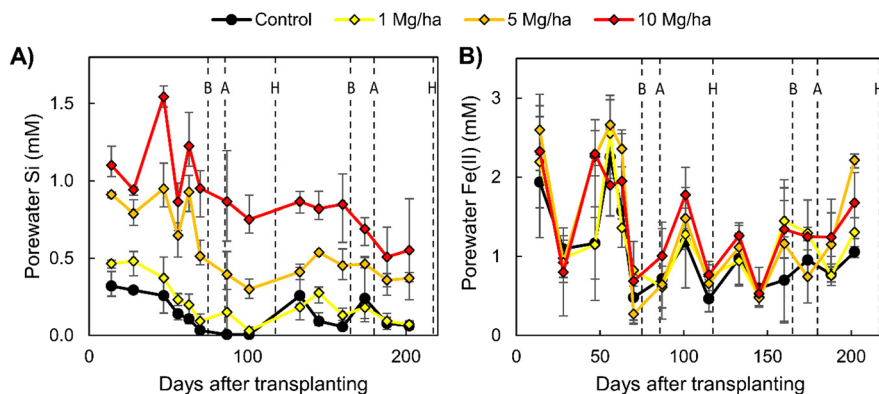 Control 1 Mg/ha 5 Mg/ha 10 Mg/ha
A)
B A H B A H
1.5
1.0
0.5
0.0
Porewater Si (mM)
0 100 200
Days after transplanting
B)
B A H B A H
3
2
1
0
Porewater Fe(II) (mM)
0 50 100 150 200
Days after transplanting